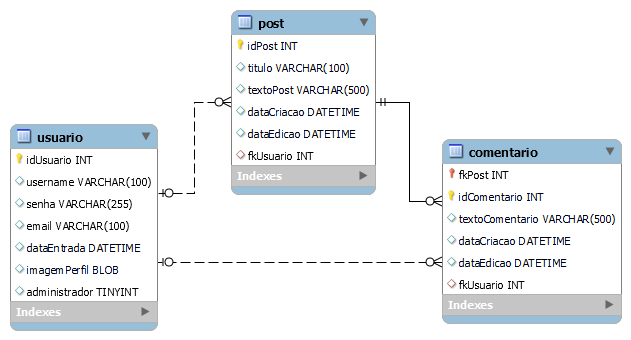 post
idPost INT
titulo VARCHAR(100)
textoPost VARCHAR(500)
dataCriacao DATETIME
dataEdicao DATETIME
fkUsuario INT
Indexes
usuario
idUsuario INT
username VARCHAR(100)
senha VARCHAR(255)
email VARCHAR(100)
dataEntrada DATETIME
imagemPerfil BLOB
administrador TINYINT
Indexes
comentario
fkPost INT
idComentario INT
textoComentario VARCHAR(500)
dataCriacao DATETIME
dataEdicao DATETIME
fkUsuario INT
Indexes